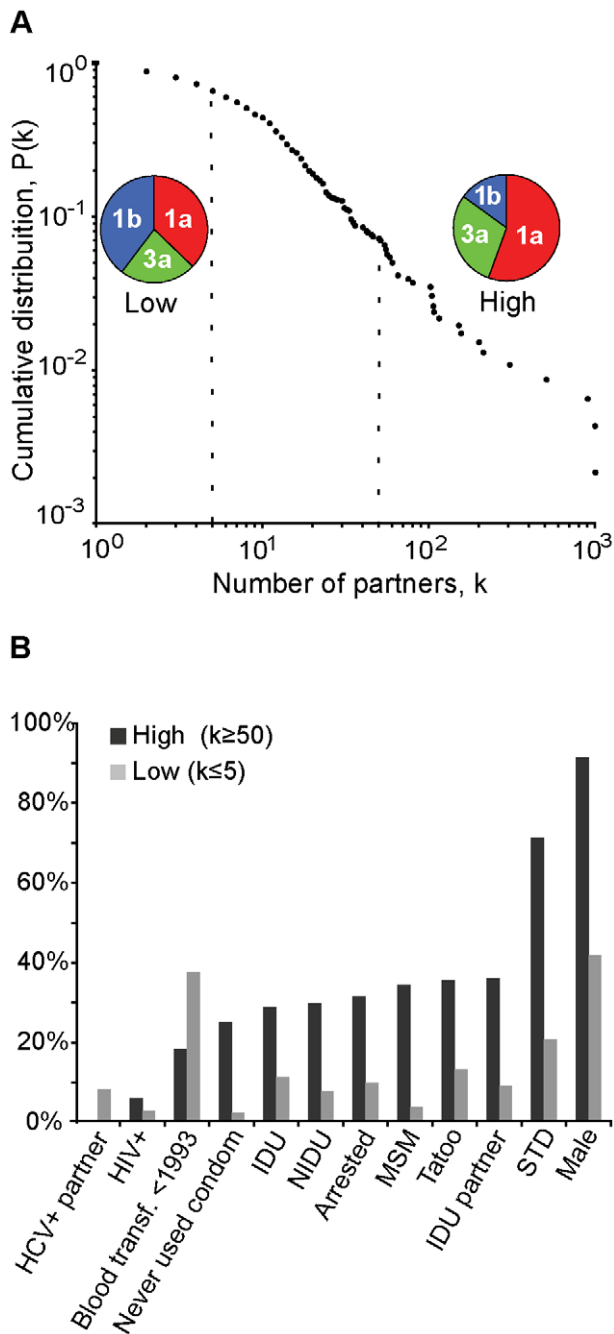 A
Cumulative distribuition, P(k)
10^0
10^-1
10^-2
10^-3
1b
1a
3a
Low
1b
3a
1a
High
10^0
10^1
10^2
10^3
Number of partners, k
B
100%
80%
60%
40%
20%
0%
High (k≥50)
Low (k≤5)
HCV+ partner
HIV+
Blood transf. <1993
Never used condom
IDU
NIDU
Arrested
MSM
Tatoo
IDU partner
STD
Male